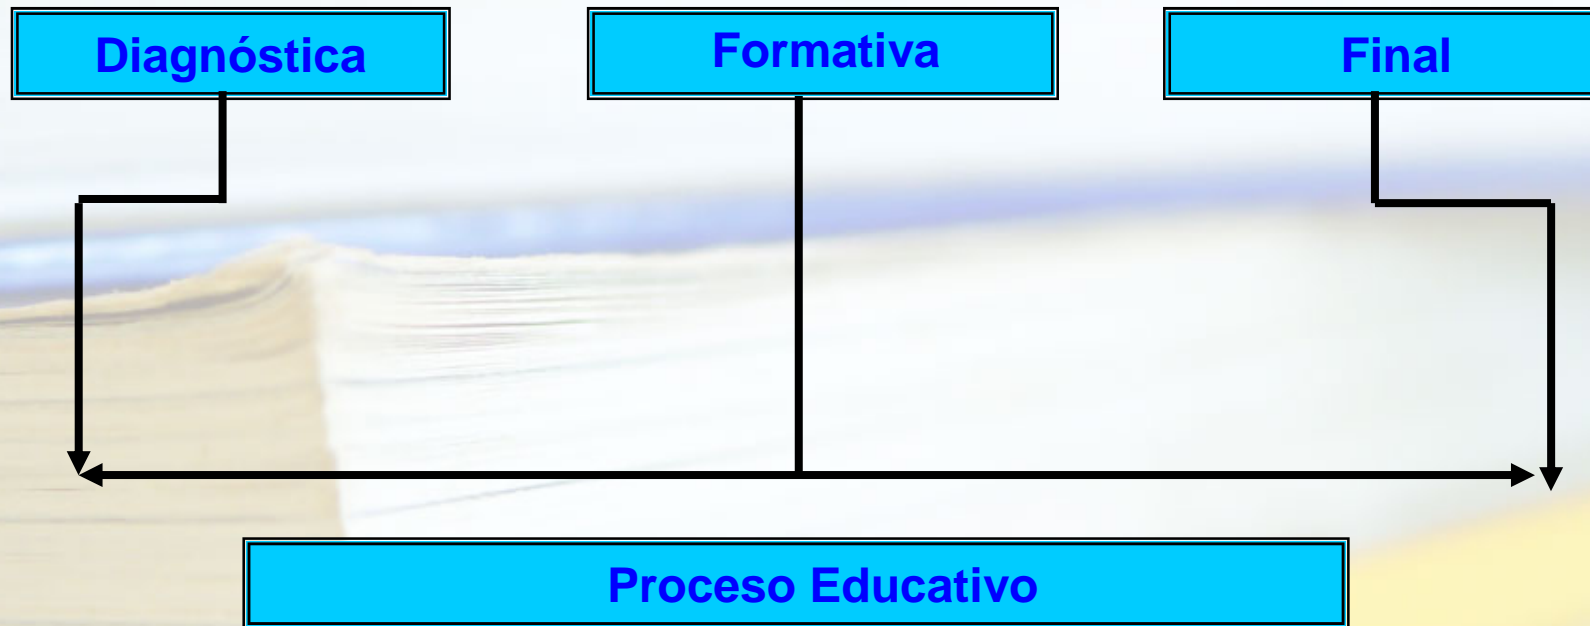 Diagnóstica
Formativa
Final
Proceso Educativo